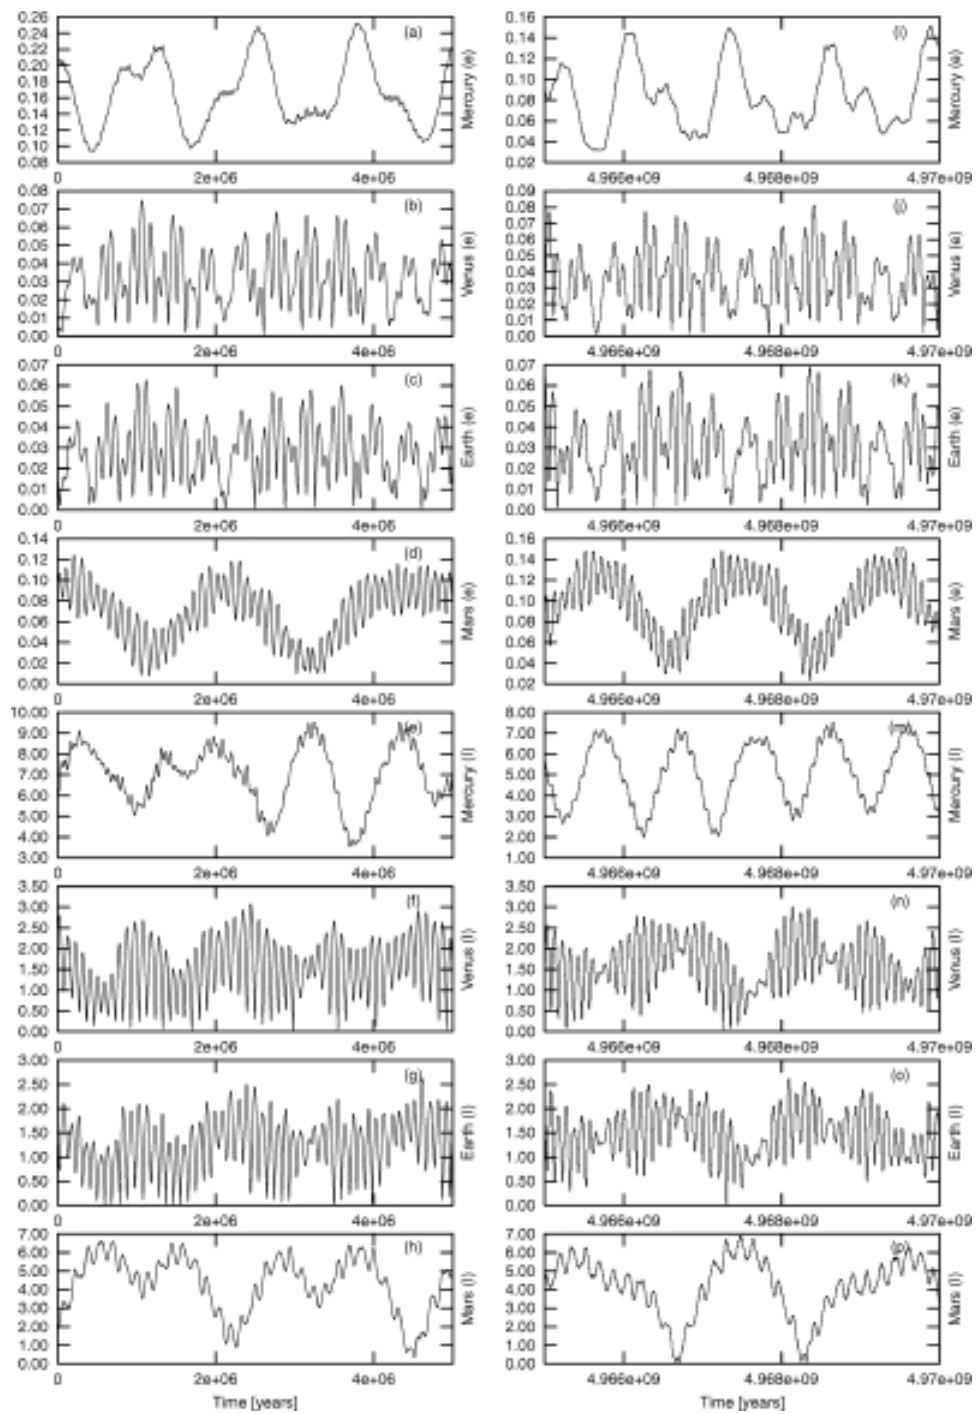 0.26
0.24
0.22
0.20
0.18
0.16
0.14
0.12
0.10
0.08
(a)
Mercury (e)
0 2e+06 4e+06
0.16
0.14
0.12
0.10
0.08
0.06
0.04
0.02
(i)
Mercury (e)
4.966e+09 4.968e+09 4.97e+09
0.08
0.07
0.06
0.05
0.04
0.03
0.02
0.01
0.00
(b)
Venus (e)
0 2e+06 4e+06
0.09
0.08
0.07
0.06
0.05
0.04
0.03
0.02
0.01
0.00
(j)
Venus (e)
4.966e+09 4.968e+09 4.97e+09
0.07
0.06
0.05
0.04
0.03
0.02
0.01
0.00
(c)
Earth (e)
0 2e+06 4e+06
0.07
0.06
0.05
0.04
0.03
0.02
0.01
0.00
(k)
Earth (e)
4.966e+09 4.968e+09 4.97e+09
0.14
0.12
0.10
0.08
0.06
0.04
0.02
0.00
(d)
Mars (e)
0 2e+06 4e+06
0.16
0.14
0.12
0.10
0.08
0.06
0.04
0.02
(l)
Mars (e)
4.966e+09 4.968e+09 4.97e+09
10.00
9.00
8.00
7.00
6.00
5.00
4.00
3.00
(e)
Mercury (I)
0 2e+06 4e+06
8.00
7.00
6.00
5.00
4.00
3.00
2.00
1.00
(m)
Mercury (I)
4.966e+09 4.968e+09 4.97e+09
3.50
3.00
2.50
2.00
1.50
1.00
0.50
0.00
(f)
Venus (I)
0 2e+06 4e+06
3.50
3.00
2.50
2.00
1.50
1.00
0.50
0.00
(n)
Venus (I)
4.966e+09 4.968e+09 4.97e+09
3.00
2.50
2.00
1.50
1.00
0.50
0.00
(g)
Earth (I)
0 2e+06 4e+06
3.00
2.50
2.00
1.50
1.00
0.50
0.00
(o)
Earth (I)
4.966e+09 4.968e+09 4.97e+09
7.00
6.00
5.00
4.00
3.00
2.00
1.00
0.00
(h)
Mars (I)
0 2e+06 4e+06
Time [years]
7.00
6.00
5.00
4.00
3.00
2.00
1.00
0.00
(p)
Mars (I)
4.966e+09 4.968e+09 4.97e+09
Time [years]